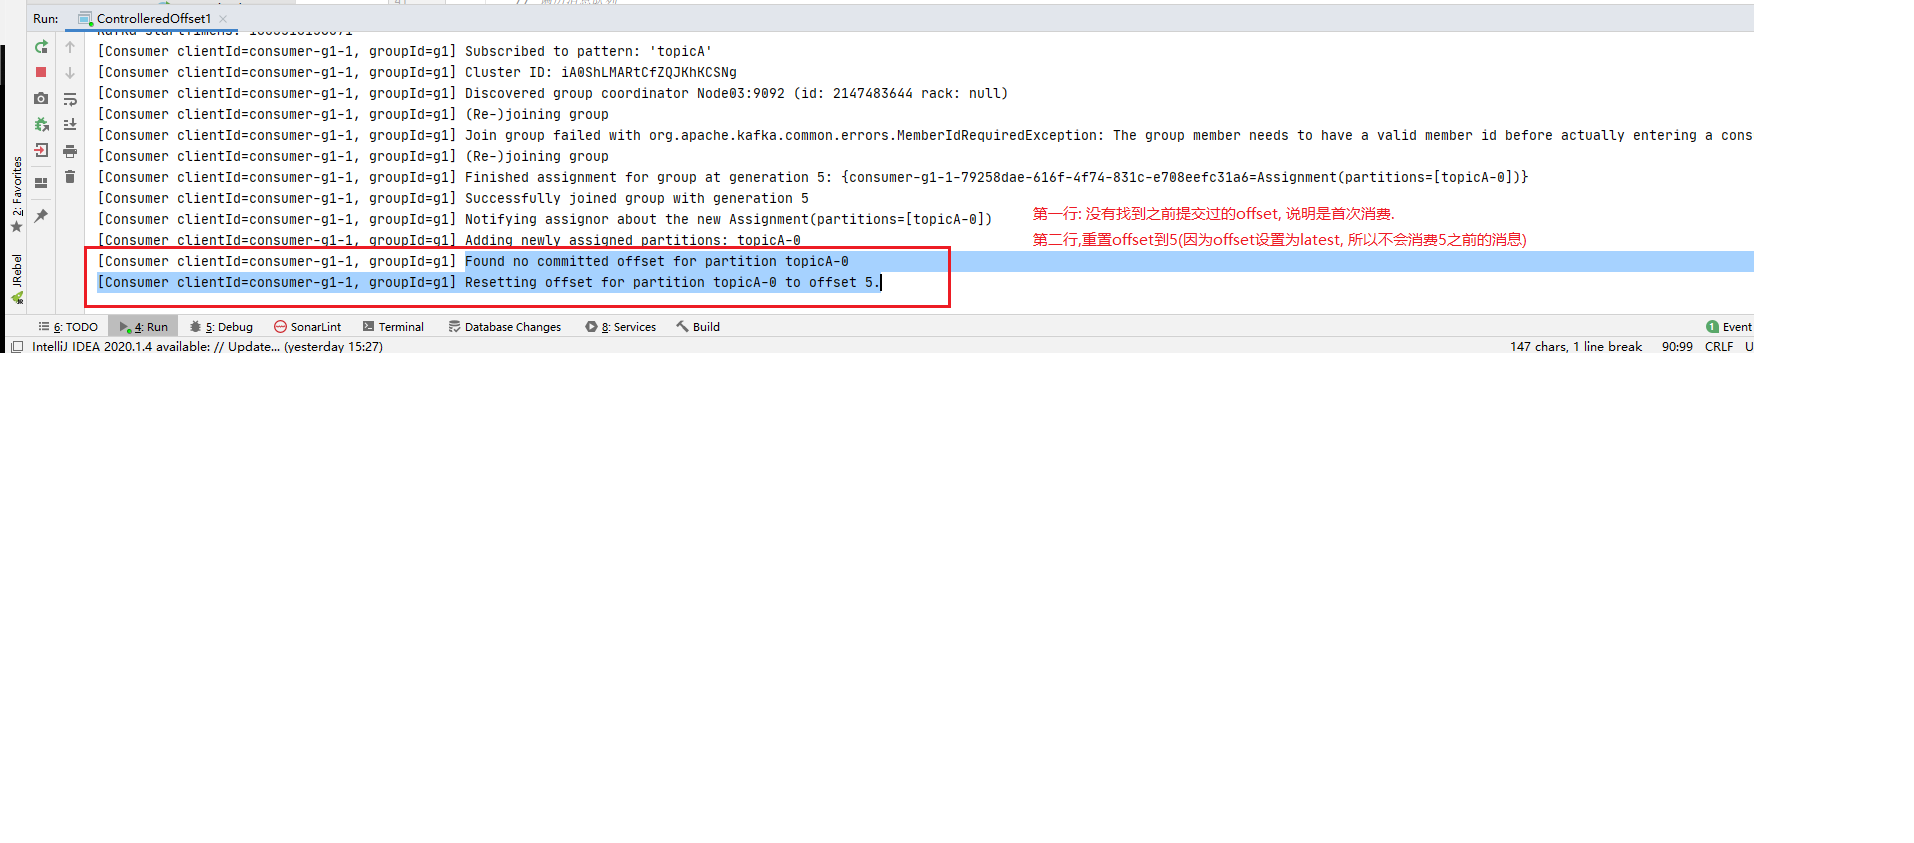 Run: ControlleredOffset1
[Consumer clientId=consumer-g1-1, groupId=g1] Subscribed to pattern: 'topicA'
[Consumer clientId=consumer-g1-1, groupId=g1] Cluster ID: iA0ShLMARtCfZQJKhKCSNg
[Consumer clientId=consumer-g1-1, groupId=g1] Discovered group coordinator Node03:9092 (id: 2147483644 rack: null)
[Consumer clientId=consumer-g1-1, groupId=g1] (Re-)joining group
[Consumer clientId=consumer-g1-1, groupId=g1] Join group failed with org.apache.kafka.common.errors.MemberIdRequiredException: The group member needs to have a valid member id before actually entering a cons
[Consumer clientId=consumer-g1-1, groupId=g1] (Re-)joining group
[Consumer clientId=consumer-g1-1, groupId=g1] Finished assignment for group at generation 5: {consumer-g1-1-79258dae-616f-4f74-831c-e708eefc31a6=Assignment(partitions=[topicA-0])}
[Consumer clientId=consumer-g1-1, groupId=g1] Successfully joined group with generation 5
[Consumer clientId=consumer-g1-1, groupId=g1] Notifying assignor about the new Assignment(partitions=[topicA-0])
第一行: 没有找到之前提交过的offset, 说明是首次消费.
[Consumer clientId=consumer-g1-1, groupId=g1] Adding newly assigned partitions: topicA-0
第二行,重置offset到5(因为offset设置为latest, 所以不会消费5之前的消息)
[Consumer clientId=consumer-g1-1, groupId=g1] Found no committed offset for partition topicA-0
[Consumer clientId=consumer-g1-1, groupId=g1] Resetting offset for partition topicA-0 to offset 5.
2: Favorites
JRebel
6: TODO 4: Run 5: Debug SonarLint Terminal Database Changes 8: Services Build 1 Event
IntelliJ IDEA 2020.1.4 available: // Update... (yesterday 15:27) 147 chars, 1 line break 90:99 CRLF U